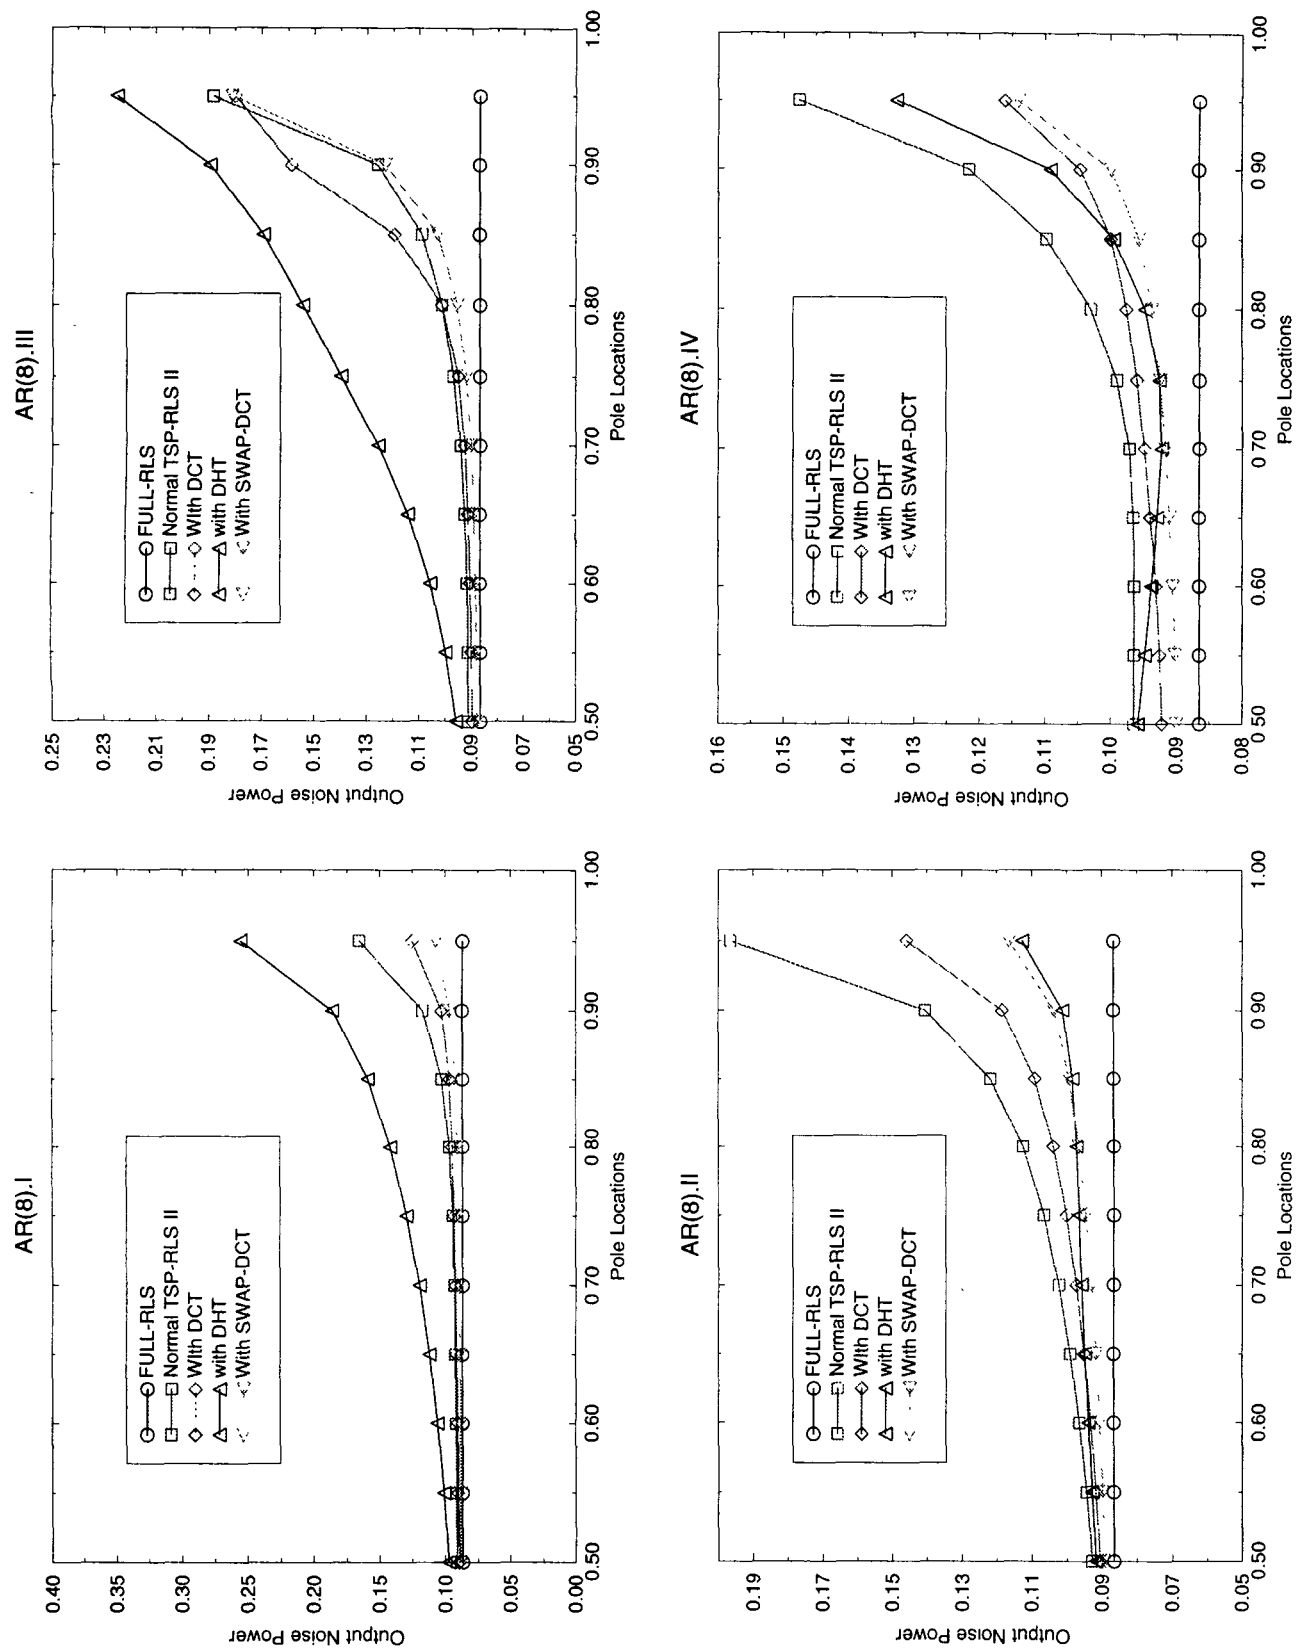 AR(8).I
Output Noise Power
0.40
0.35
0.30
0.25
0.20
0.15
0.10
0.05
0.00
FULL-RLS
Normal TSP-RLS II
WIth DCT
with DHT
With SWAP-DCT
0.50 0 60 0 70 0.80 0.90 1.00
Pole Locations
AR(8).III
Output Noise Power
0.25
0.23
0.21
0.19
0.17
0.15
0.13
0.11
0.09
0.07
0.05
FULL-RLS
Normal TSP-RLS II
WIth DCT
with DHT
With SWAP-DCT
0.50 0 60 0.70 0.80 0.90 1.00
Pole Locations
AR(8).II
Output Noise Power
0.19
0.17
0.15
0.13
0.11
0.09
0.07
0.05
FULL-RLS
Normal TSP-RLS II
WIth DCT
with DHT
With SWAP-DCT
0.50 0.60 0 70 0.80 0.90 1.00
Pole Locations
AR(8).IV
Output Noise Power
0.16
0.15
0.14
0.13
0.12
0.11
0.10
0.09
0.08
FULL-RLS
Normal TSP-RLS II
WIth DCT
with DHT
With SWAP-DCT
0.50 0.60 0 70 0.80 0.90 1.00
Pole Locations